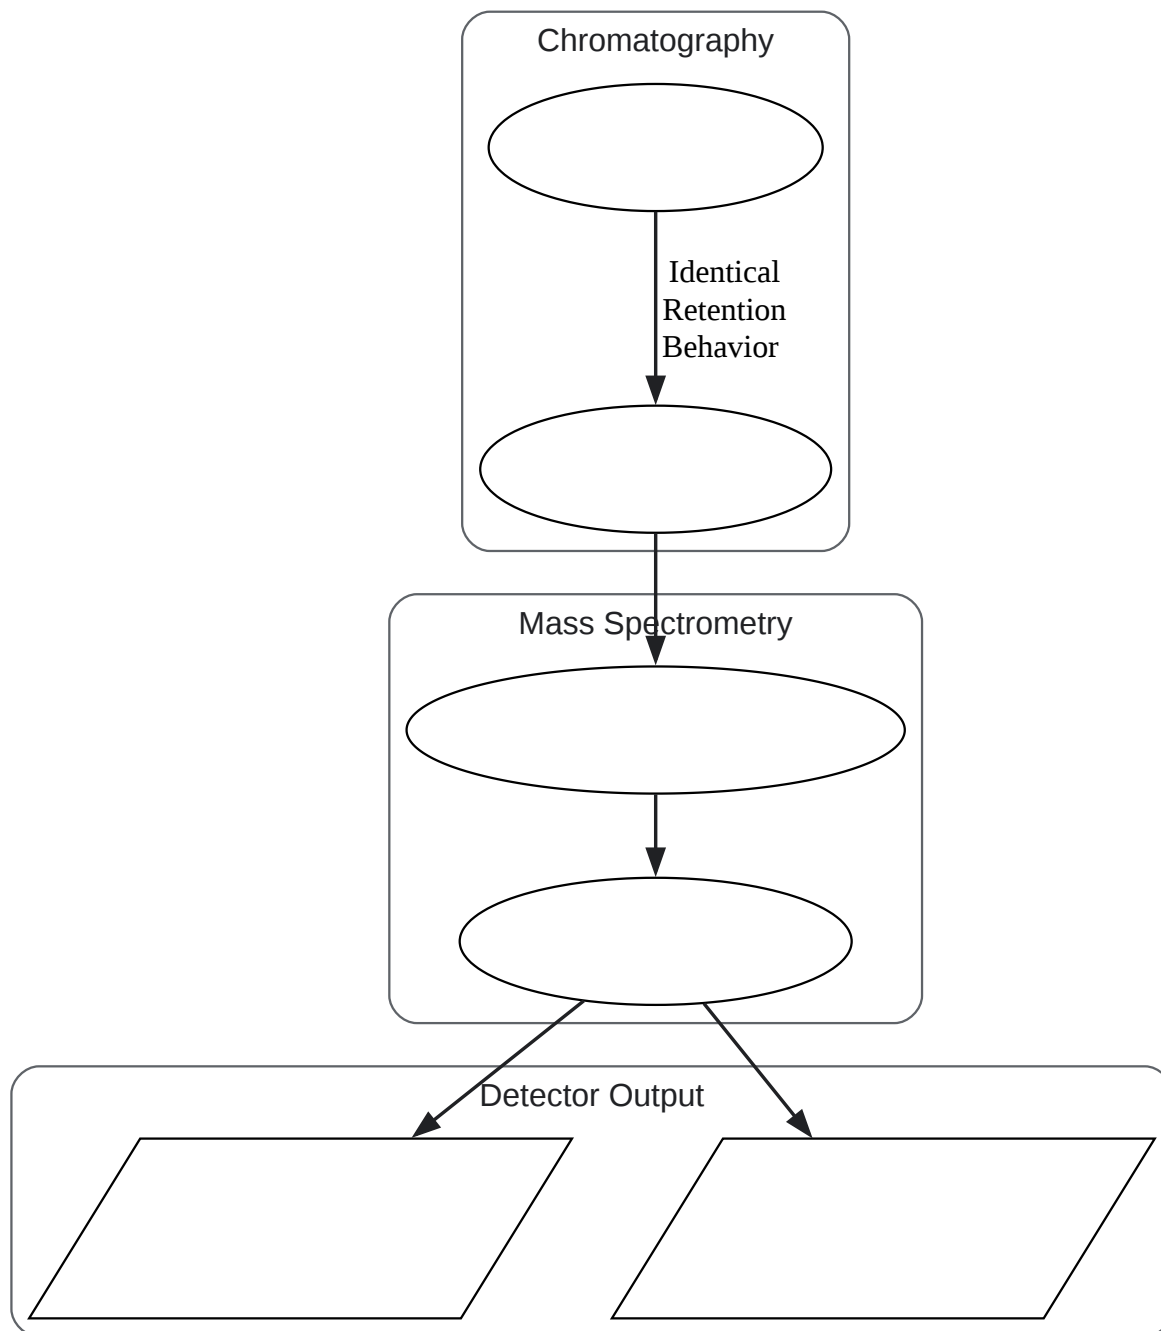 Chromatography
Identical
Retention
Behavior
Mass Spectrometry
Detector Output